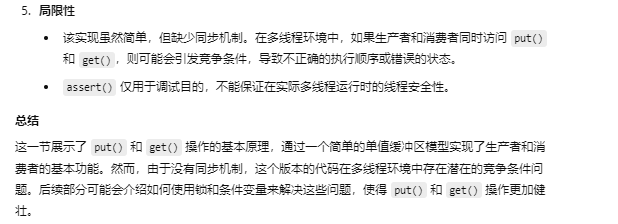 5. 局限性
• 该实现虽然简单，但缺少同步机制。在多线程环境中，如果生产者和消费者同时访问 put()
和 get()，则可能会引发竞争条件，导致不正确的执行顺序或错误的状态。
• assert() 仅用于调试目的，不能保证在实际多线程运行时的线程安全性。
总结
这一节展示了 put() 和 get() 操作的基本原理，通过一个简单的单值缓冲区模型实现了生产者和消
费者的基本功能。然而，由于没有同步机制，这个版本的代码在多线程环境中存在潜在的竞争条件问
题。后续部分可能会介绍如何使用锁和条件变量来解决这些问题，使得 put() 和 get() 操作更加健
壮。